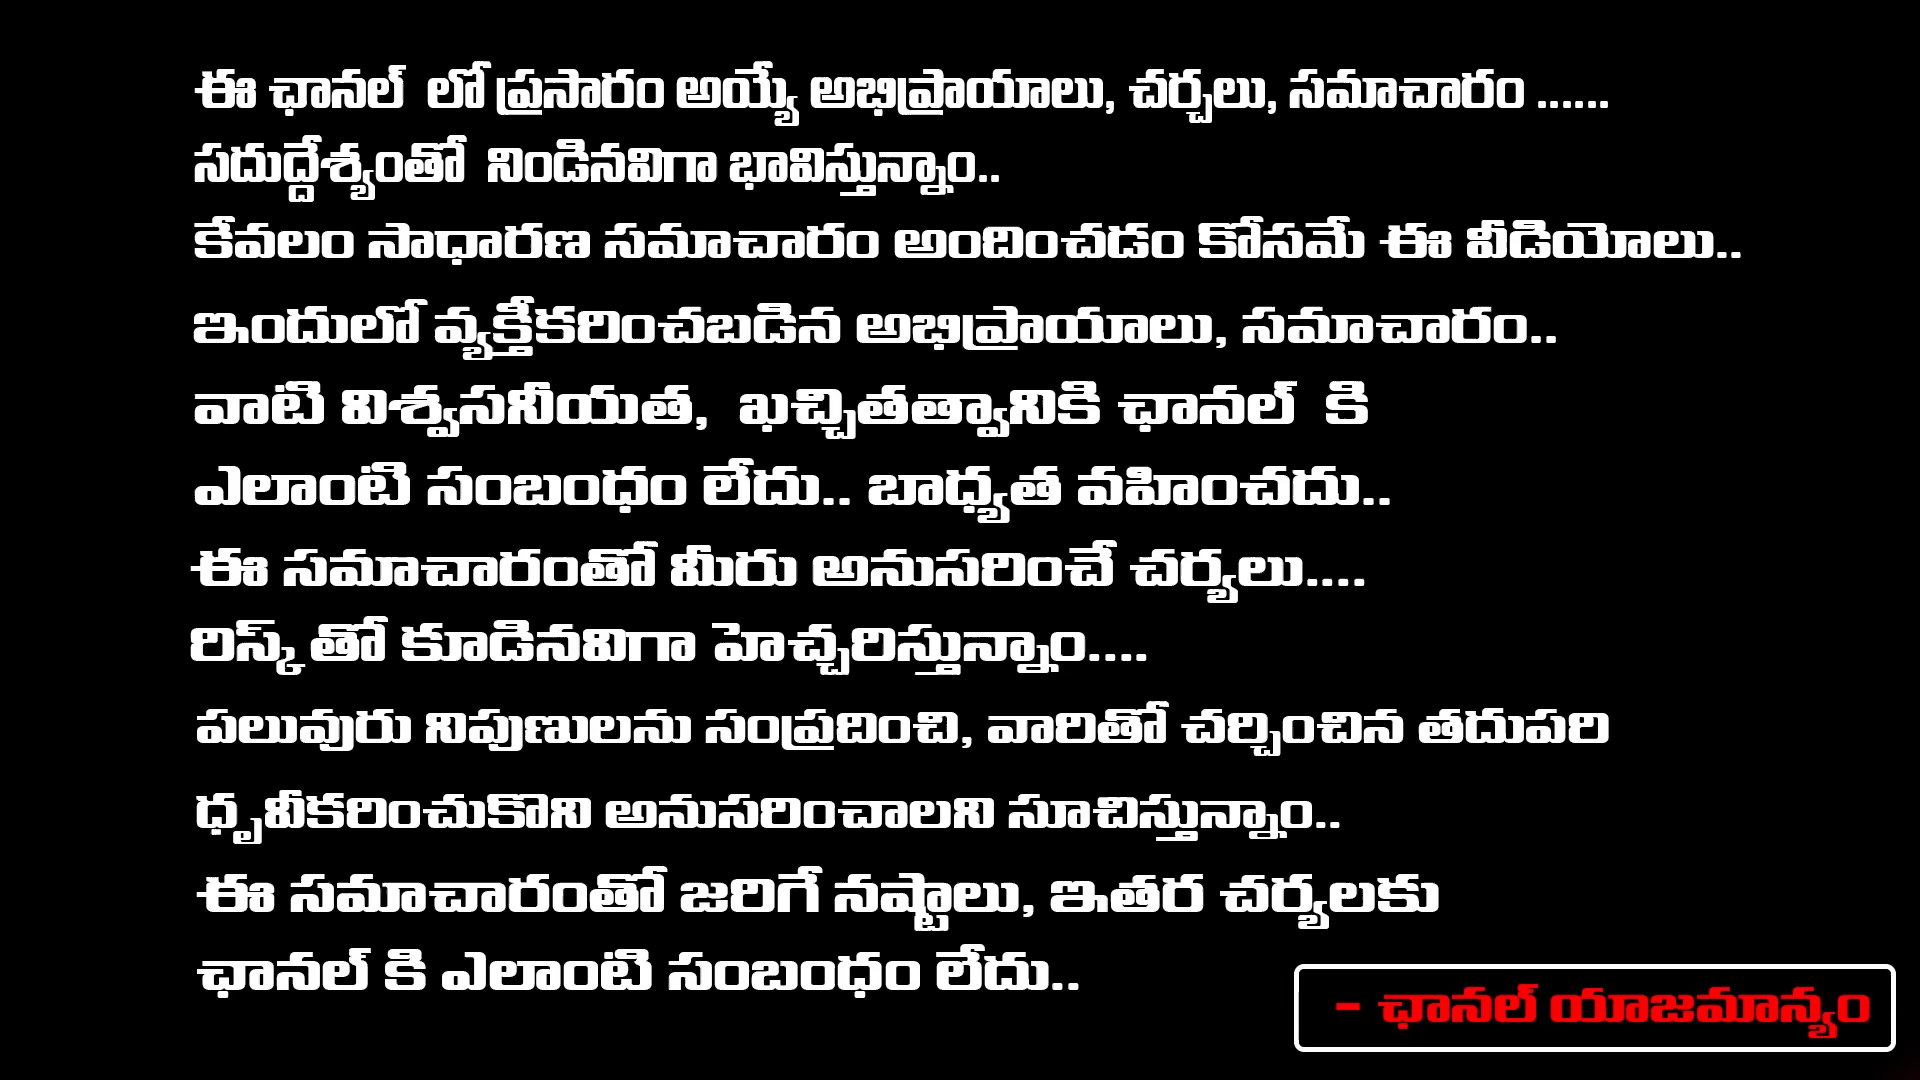 ఈ ఛానల్ లో ప్రసారం అయ్యే అభిప్రాయాలు, చర్చలు, సమాచారం ......
సదుద్దేశ్యంతో నిండినవిగా భావిస్తున్నాం..
కేవలం సాధారణ సమాచారం అందించడం కోసమే ఈ వీడియోలు..
ఇందులో వ్యక్తీకరించబడిన అభిప్రాయాలు, సమాచారం..
వాటి విశ్వసనీయత, ఖచ్చితత్వానికి ఛానల్ కి
ఎలాంటి సంబంధం లేదు.. బాధ్యత వహించదు..
ఈ సమాచారంతో మీరు అనుసరించే చర్యలు....
రిస్క్ తో కూడినవిగా హెచ్చరిస్తున్నాం....
పలువురు నిపుణులను సంప్రదించి, వారితో చర్చించిన తదుపరి
ధృవీకరించుకొని అనుసరించాలని సూచిస్తున్నాం..
ఈ సమాచారంతో జరిగే నష్టాలు, ఇతర చర్యలకు
ఛానల్ కి ఎలాంటి సంబంధం లేదు..
- ఛానల్ యాజమాన్యం